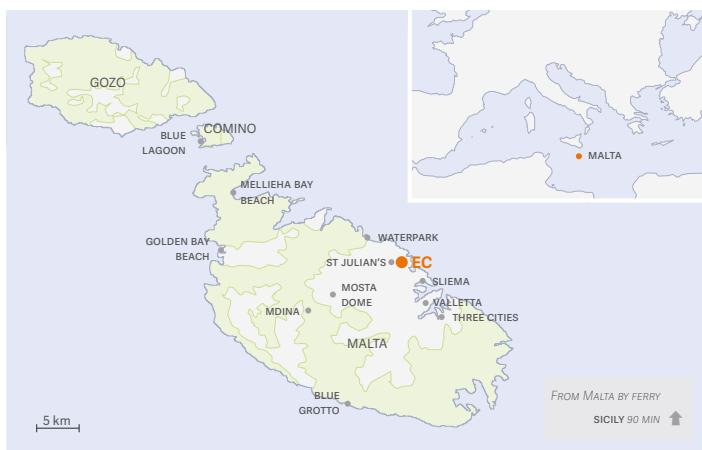 GOZO
COMINO
BLUE
LAGOON
MALTA
MELLIEHA BAY
BEACH
GOLDEN BAY
BEACH
WATERPARK
ST JULIAN'S
EC
SLIEMA
MOSTA
DOME
VALLETTA
MDINA
THREE CITIES
MALTA
BLUE
GROTTO
FROM MALTA BY FERRY
SICILY 90 MIN
5 km